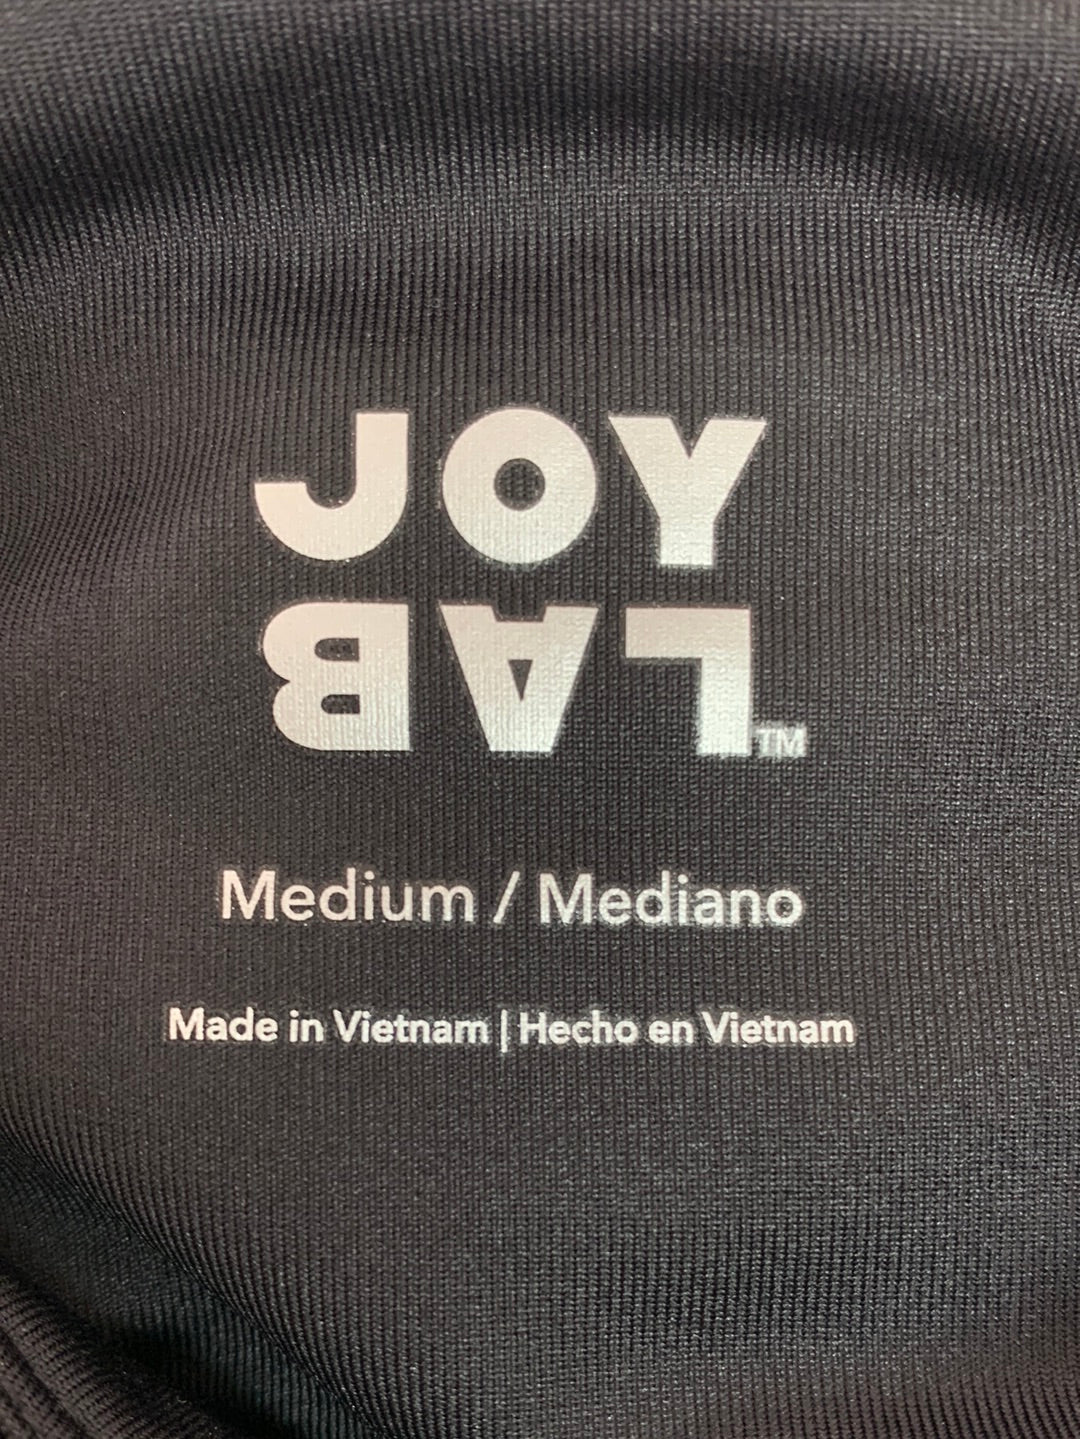 JOY
LAB™
Medium / Mediano
Made in Vietnam | Hecho en Vietnam